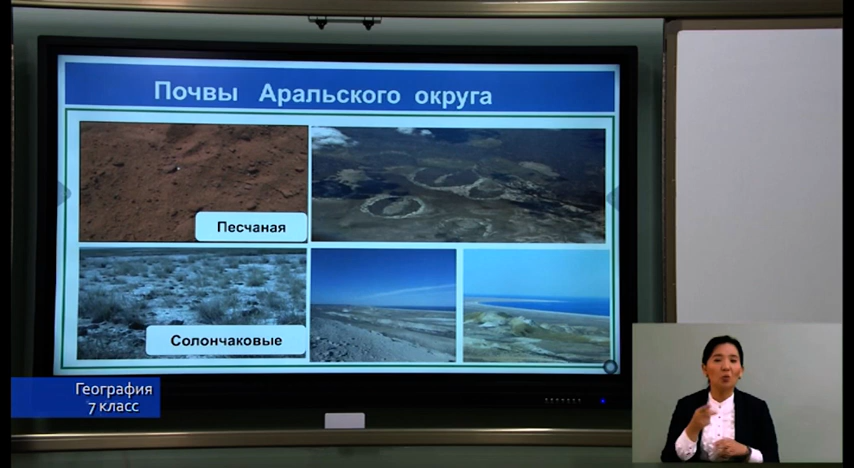 Почвы Аральского округа
Песчаная
Солончаковые
География
7 класс